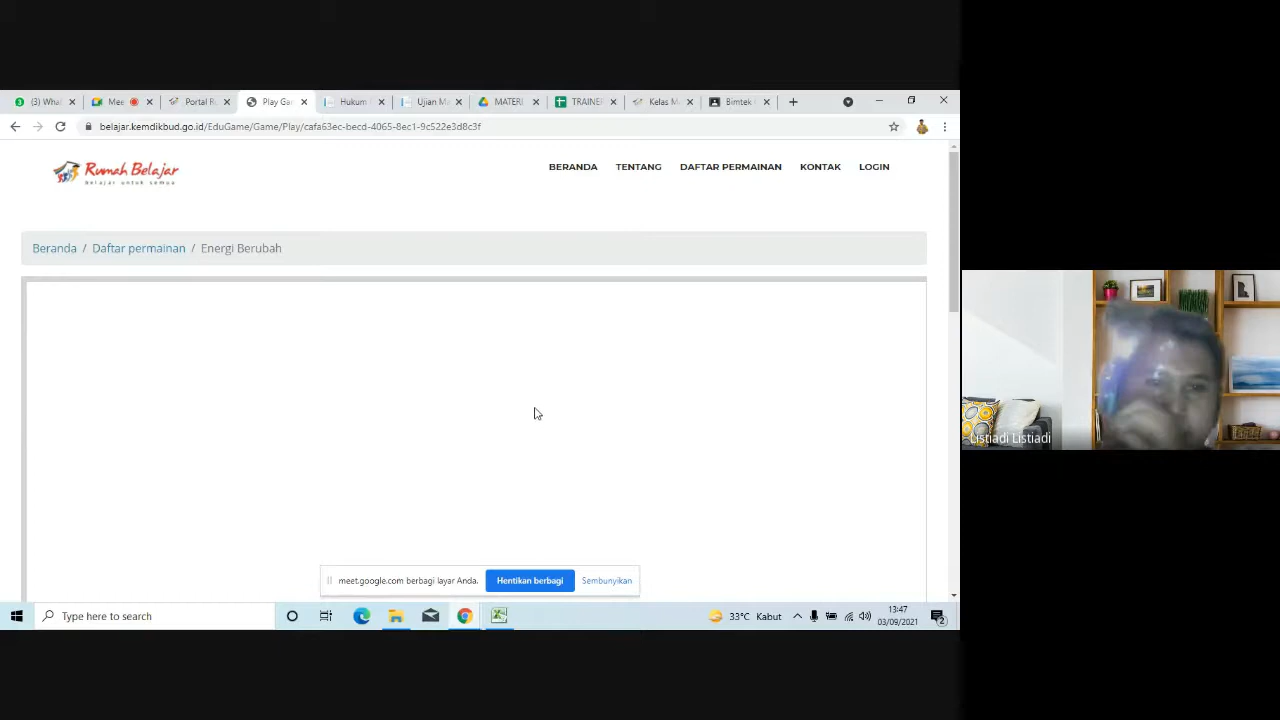 (3) What
Mee
Portal R
Play Ga
Hukum
Ujian M
MATERI
TRAINE
Kelas M
Bimtek
belajar.kemdikbud.go.id/EduGame/Game/Play/cafa63ec-becd-4065-8ec1-9c522e3d8c3f
Rumah Belajar
Belajar untuk semua
BERANDA TENTANG DAFTAR PERMAINAN KONTAK LOGIN
Beranda / Daftar permainan / Energi Berubah
Listiadi Listiadi
meet.google.com berbagi layar Anda. Hentikan berbagi Sembunyikan
Type here to search
33°C Kabut
13:47
03/09/2021
2